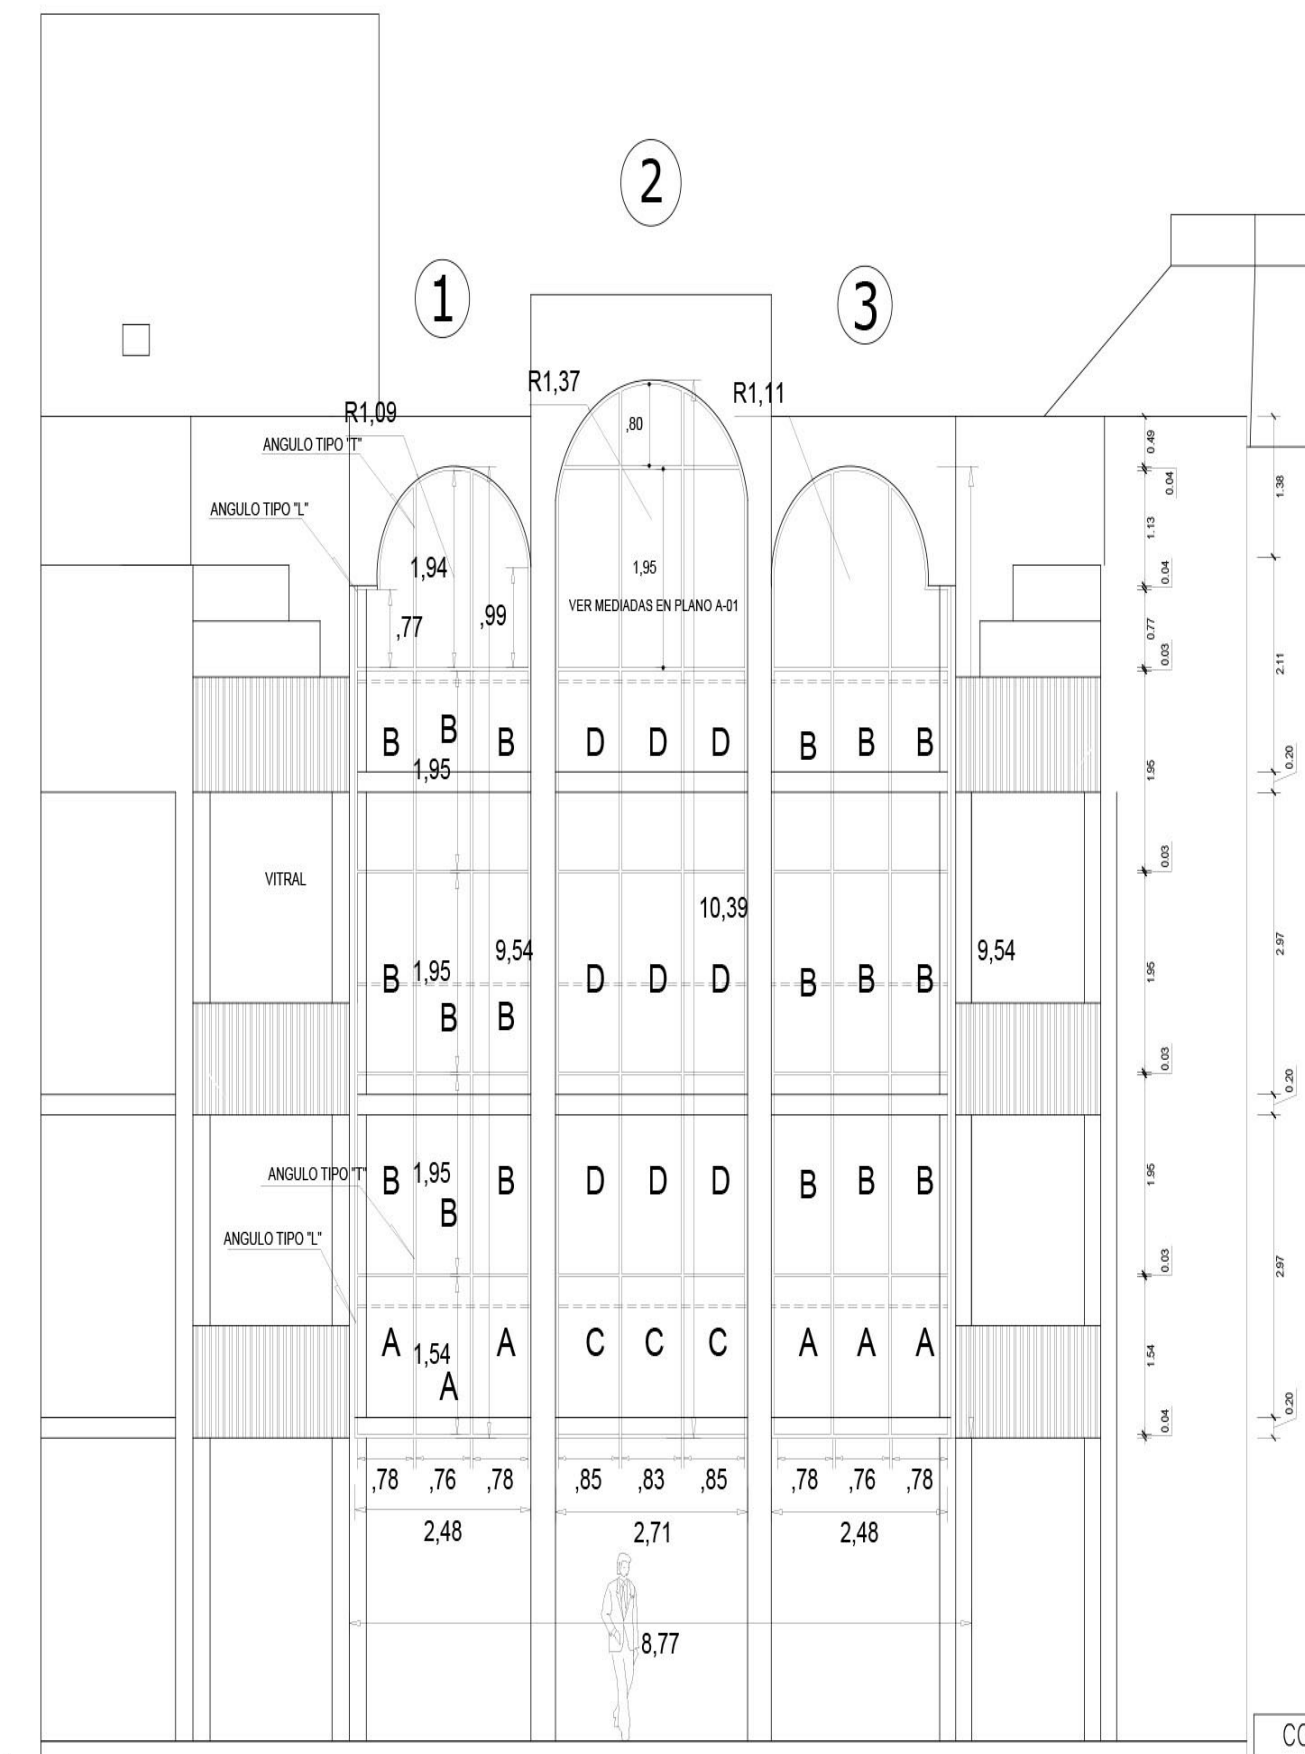 2
1
3
R1,37
R1,11
R1,09
,80
ANGULO TIPO "T"
0.49
0.04
1.38
ANGULO TIPO "L"
1.13
1,94
1,95
0.04
VER MEDIADAS EN PLANO A-01
,77
,99
0.77
0.03
2.11
B B B D D D B B B
1,95
1.95
0.20
VITRAL
0.03
10,39
9,54
9,54
2.97
B 1,95 B B D D D B B B
1.95
0.03
0.20
ANGULO TIPO "T"
B 1,95 B B D D D B B B
1.95
ANGULO TIPO "L"
0.03
2.97
A 1,54 A A C C C A A A
1.54
0.04
0.20
,78 ,76 ,78 ,85 ,83 ,85 ,78 ,76 ,78
2,48 2,71 2,48
8,77